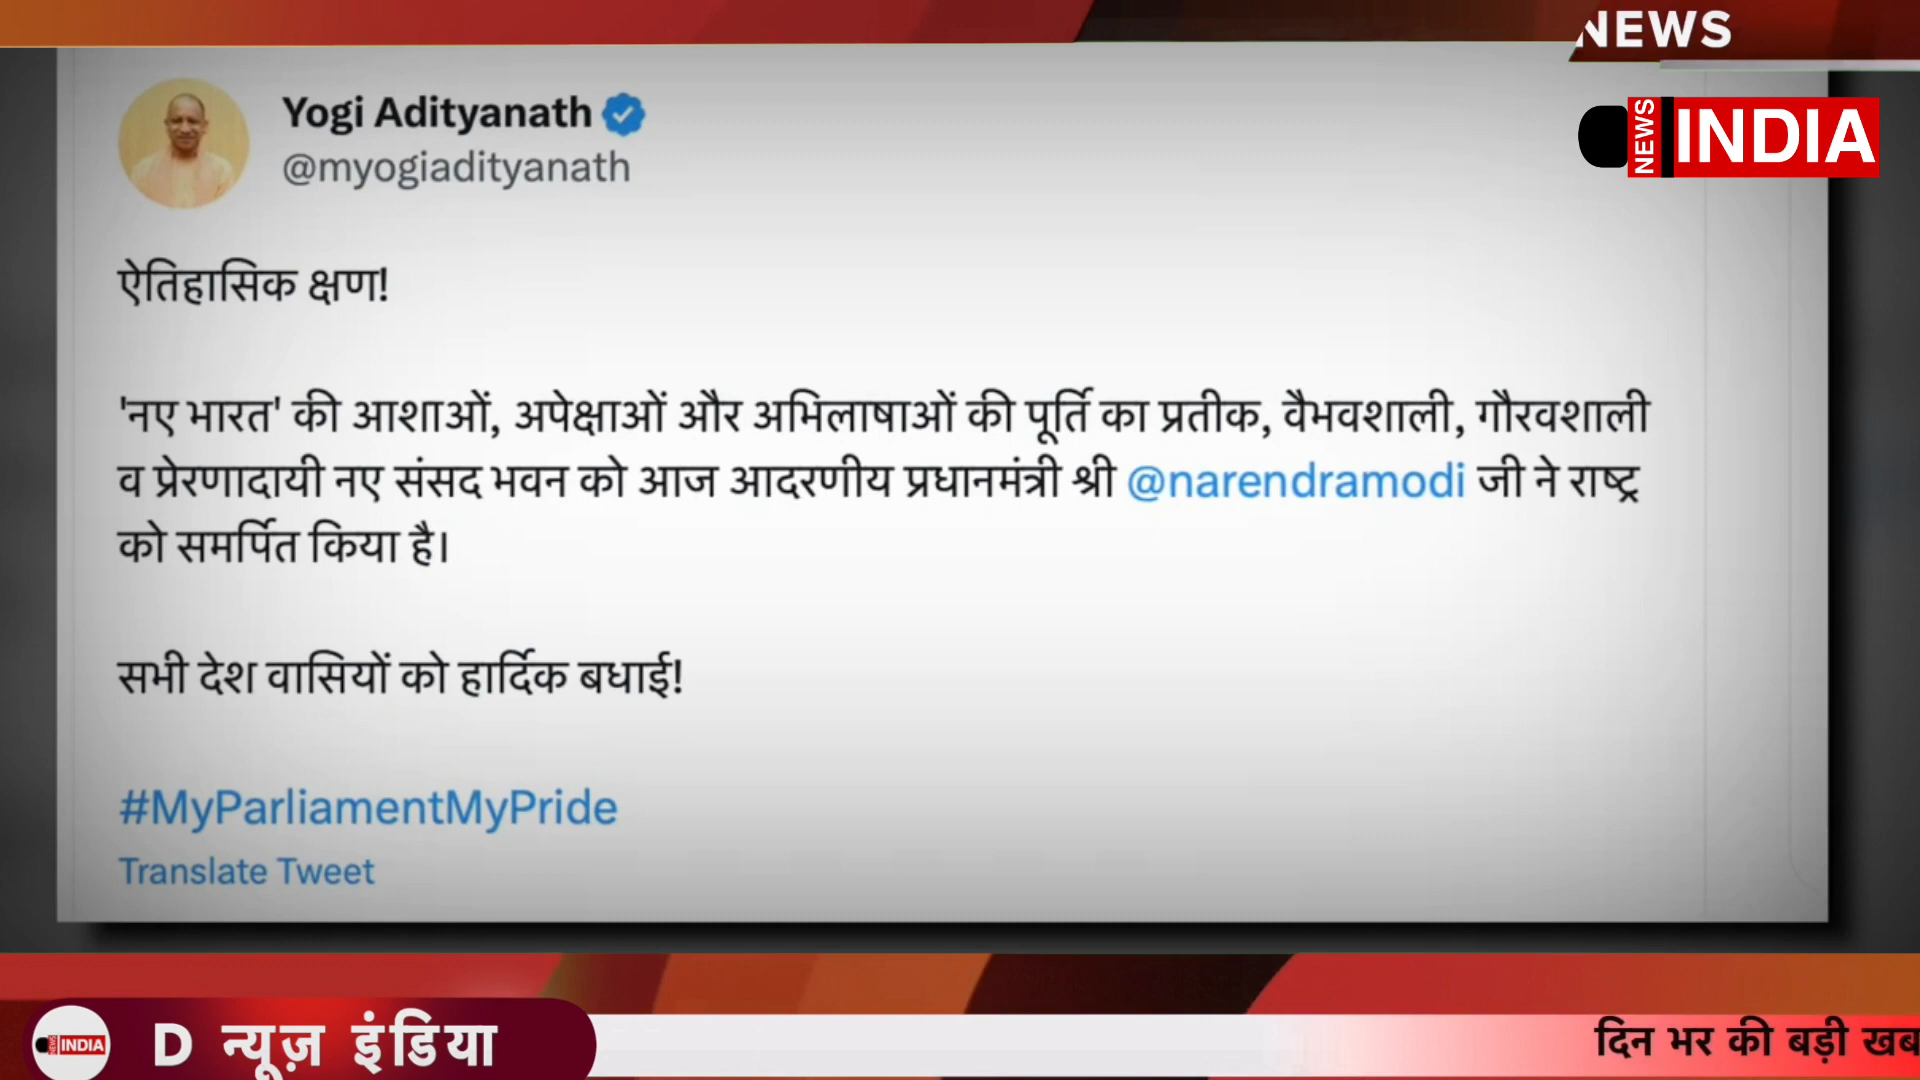 NEWS
NEWS INDIA
Yogi Adityanath
@myogiadityanath
ऐतिहासिक क्षण!
'नए भारत' की आशाओं, अपेक्षाओं और अभिलाषाओं की पूर्ति का प्रतीक, वैभवशाली, गौरवशाली
व प्रेरणादायी नए संसद भवन को आज आदरणीय प्रधानमंत्री श्री @narendramodi जी ने राष्ट्र
को समर्पित किया है।
सभी देश वासियों को हार्दिक बधाई!
#MyParliamentMyPride
Translate Tweet
NEWS INDIA
D न्यूज़ इंडिया
दिन भर की बड़ी खब